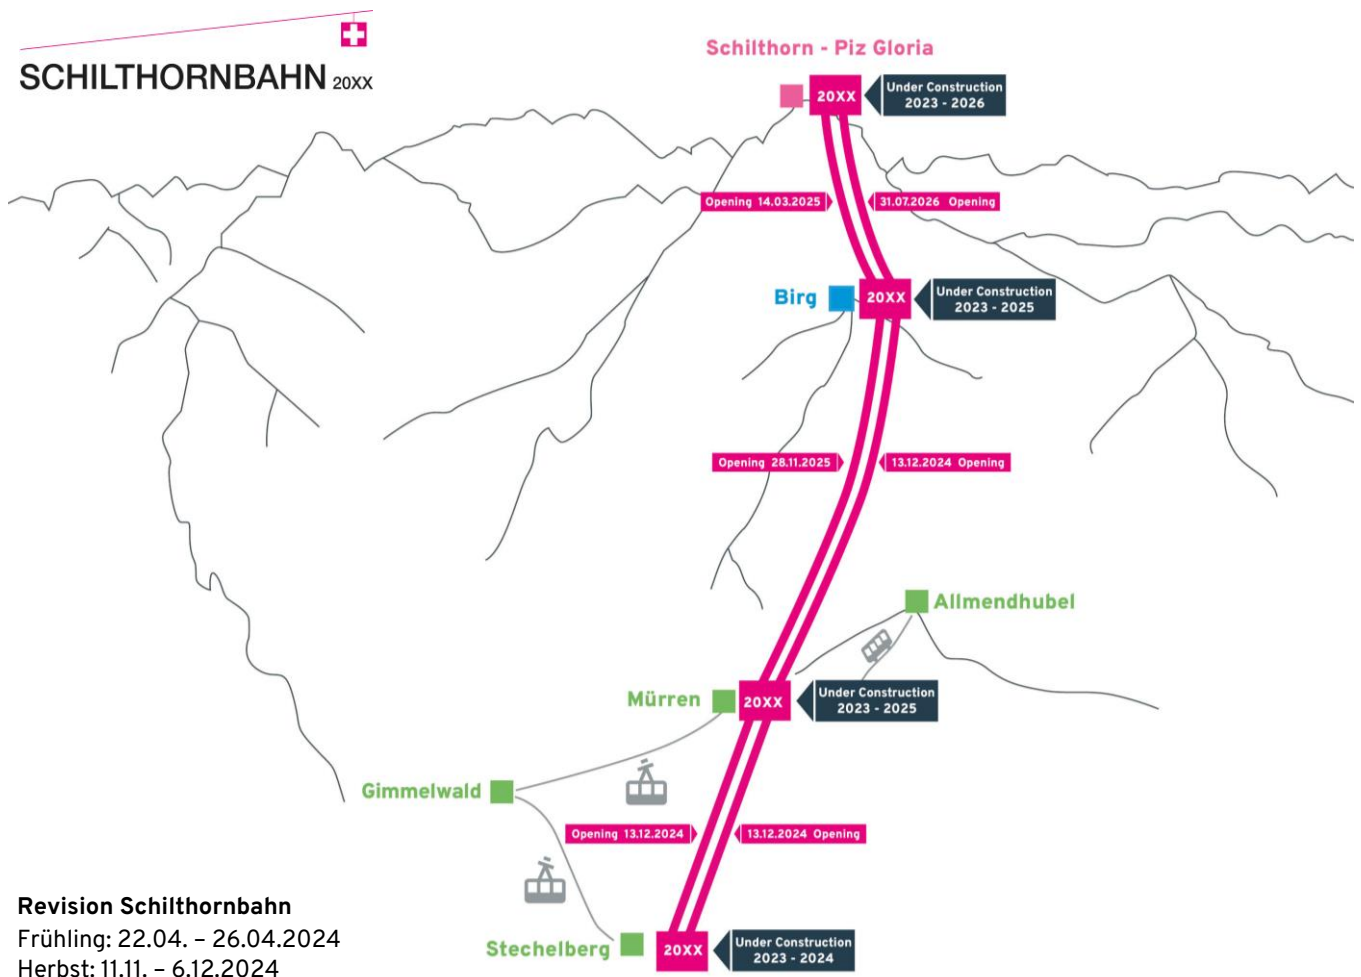 SCHILTHORNBAHN 20XX
Schilthorn - Piz Gloria
20XX
Under Construction
2023 - 2026
Opening 14.03.2025
31.07.2026 Opening
Birg
20XX
Under Construction
2023 - 2025
Opening 28.11.2025
13.12.2024 Opening
Allmendhubel
Mürren
20XX
Under Construction
2023 - 2025
Gimmelwald
Opening 13.12.2024
13.12.2024 Opening
Stechelberg
20XX
Under Construction
2023 - 2024
Revision Schilthornbahn
Frühling: 22.04. – 26.04.2024
Herbst: 11.11. – 6.12.2024